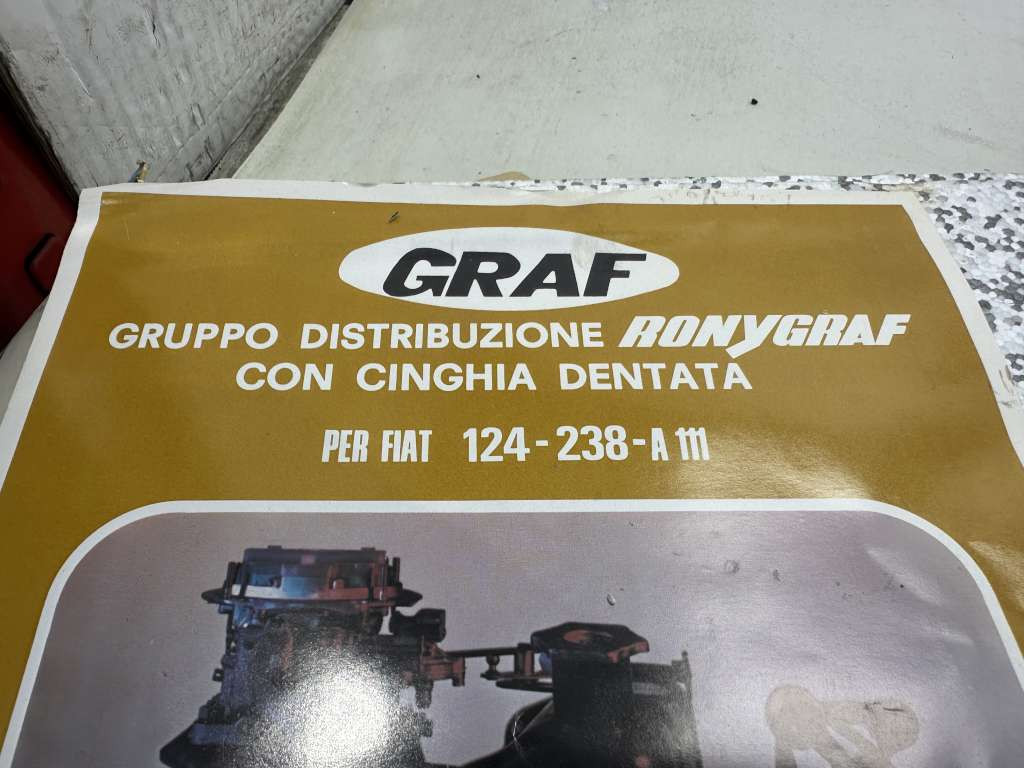 GRAF
GRUPPO DISTRIBUZIONE RONYGRAF
CON CINGHIA DENTATA
PER FIAT 124-238-A 111